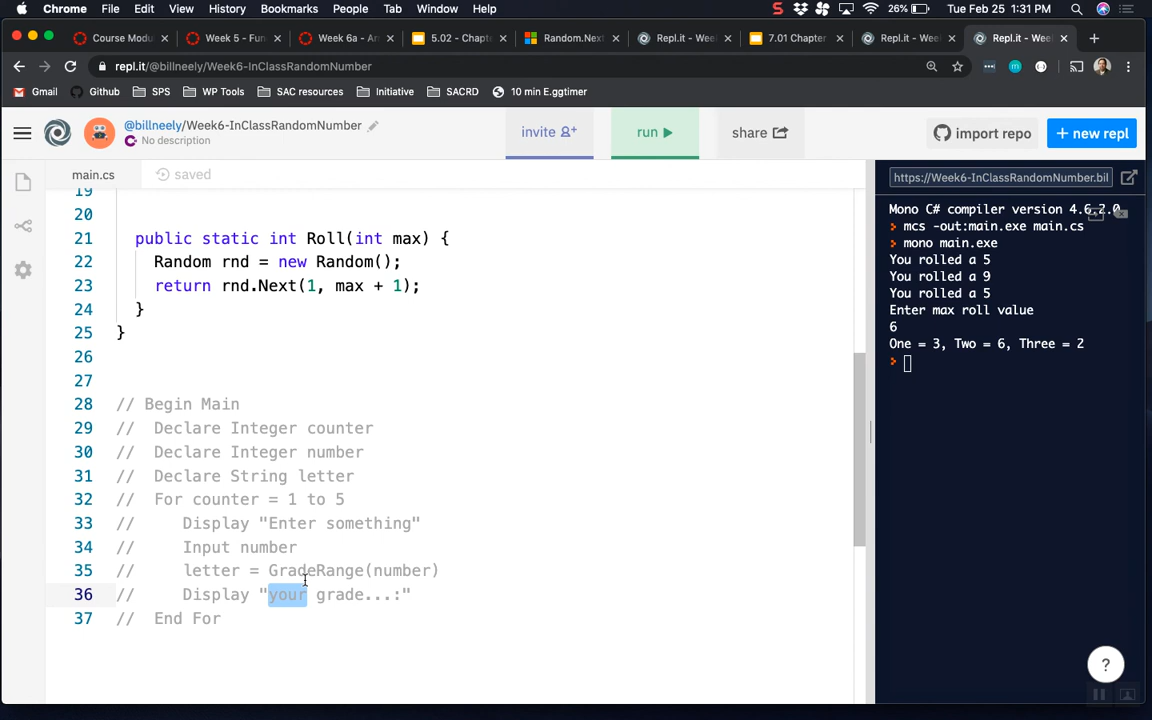 Chrome File Edit View History Bookmarks People Tab Window Help 26% Tue Feb 25 1:31 PM
Course Modu Week 5 - Fun Week 6a - Ar 5.02 - Chapt Random.Nex Repl.it - Wee 7.01 Chapter Repl.it - Wee Repl.it - Wee
repl.it/@billneely/Week6-InClassRandomNumber
Gmail Github SPS WP Tools SAC resources Initiative SACRD 10 min E.ggtimer
@billneely/Week6-InClassRandomNumber
No description
invite run share import repo + new repl
main.cs saved
https://Week6-InClassRandomNumber.bil
19
20
21 public static int Roll(int max) {
22 Random rnd = new Random();
23 return rnd.Next(1, max + 1);
24 }
25 }
26
27
28 // Begin Main
29 // Declare Integer counter
30 // Declare Integer number
31 // Declare String letter
32 // For counter = 1 to 5
33 // Display "Enter something"
34 // Input number
35 // letter = GradeRange(number)
36 // Display "your grade...:"
37 // End For
Mono C# compiler version 4.6.2.0
mcs -out:main.exe main.cs
mono main.exe
You rolled a 5
You rolled a 9
You rolled a 5
Enter max roll value
6
One = 3, Two = 6, Three = 2
?